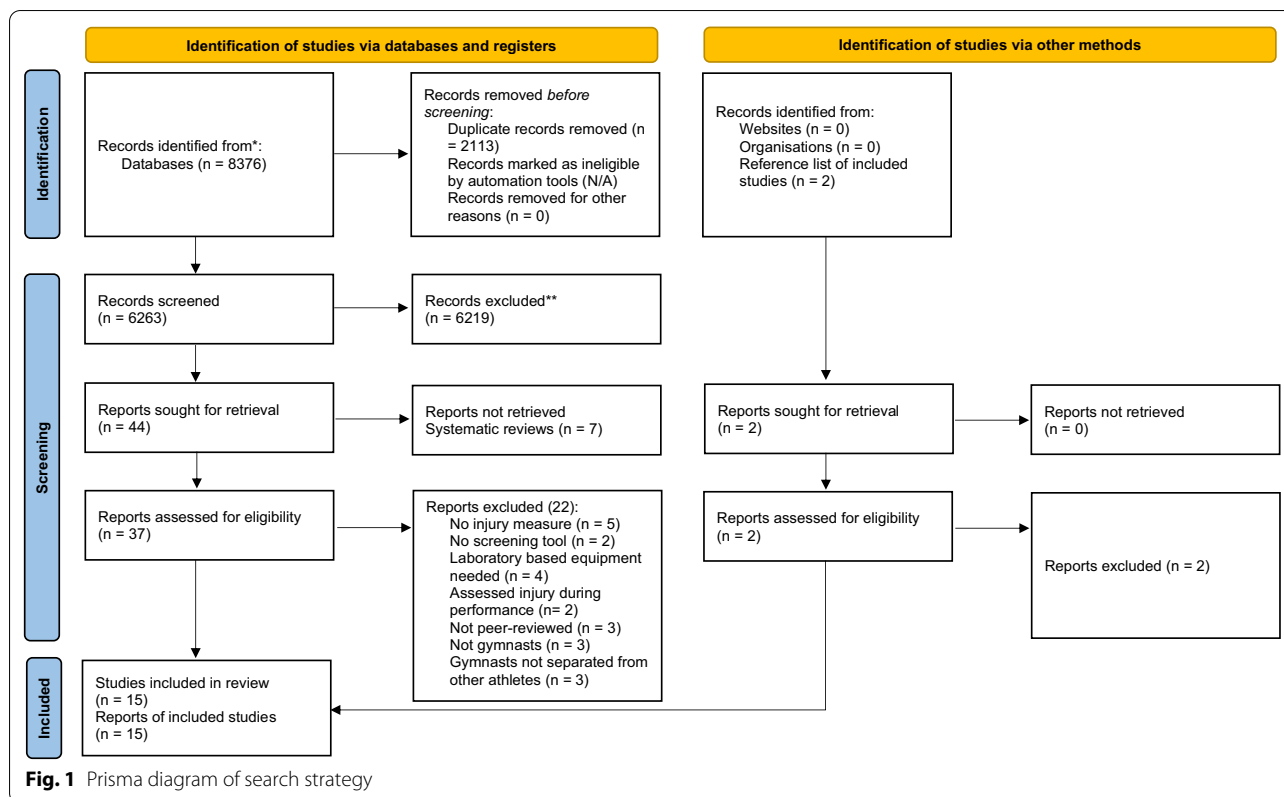 Identification of studies via databases and registers
Identification of studies via other methods
Identification
Records identified from*:
Databases (n = 8376)
Records removed before
screening:
Duplicate records removed (n
= 2113)
Records marked as ineligible
by automation tools (N/A)
Records removed for other
reasons (n = 0)
Records identified from:
Websites (n = 0)
Organisations (n = 0)
Reference list of included
studies (n = 2)
Screening
Records screened
(n = 6263)
Records excluded**
(n = 6219)
Reports sought for retrieval
(n = 44)
Reports not retrieved
Systematic reviews (n = 7)
Reports sought for retrieval
(n = 2)
Reports not retrieved
(n = 0)
Reports assessed for eligibility
(n = 37)
Reports excluded (22):
No injury measure (n = 5)
No screening tool (n = 2)
Laboratory based equipment
needed (n = 4)
Assessed injury during
performance (n= 2)
Not peer-reviewed (n = 3)
Not gymnasts (n = 3)
Gymnasts not separated from
other athletes (n = 3)
Reports assessed for eligibility
(n = 2)
Reports excluded (n = 2)
Included
Studies included in review
(n = 15)
Reports of included studies
(n = 15)
Fig. 1 Prisma diagram of search strategy